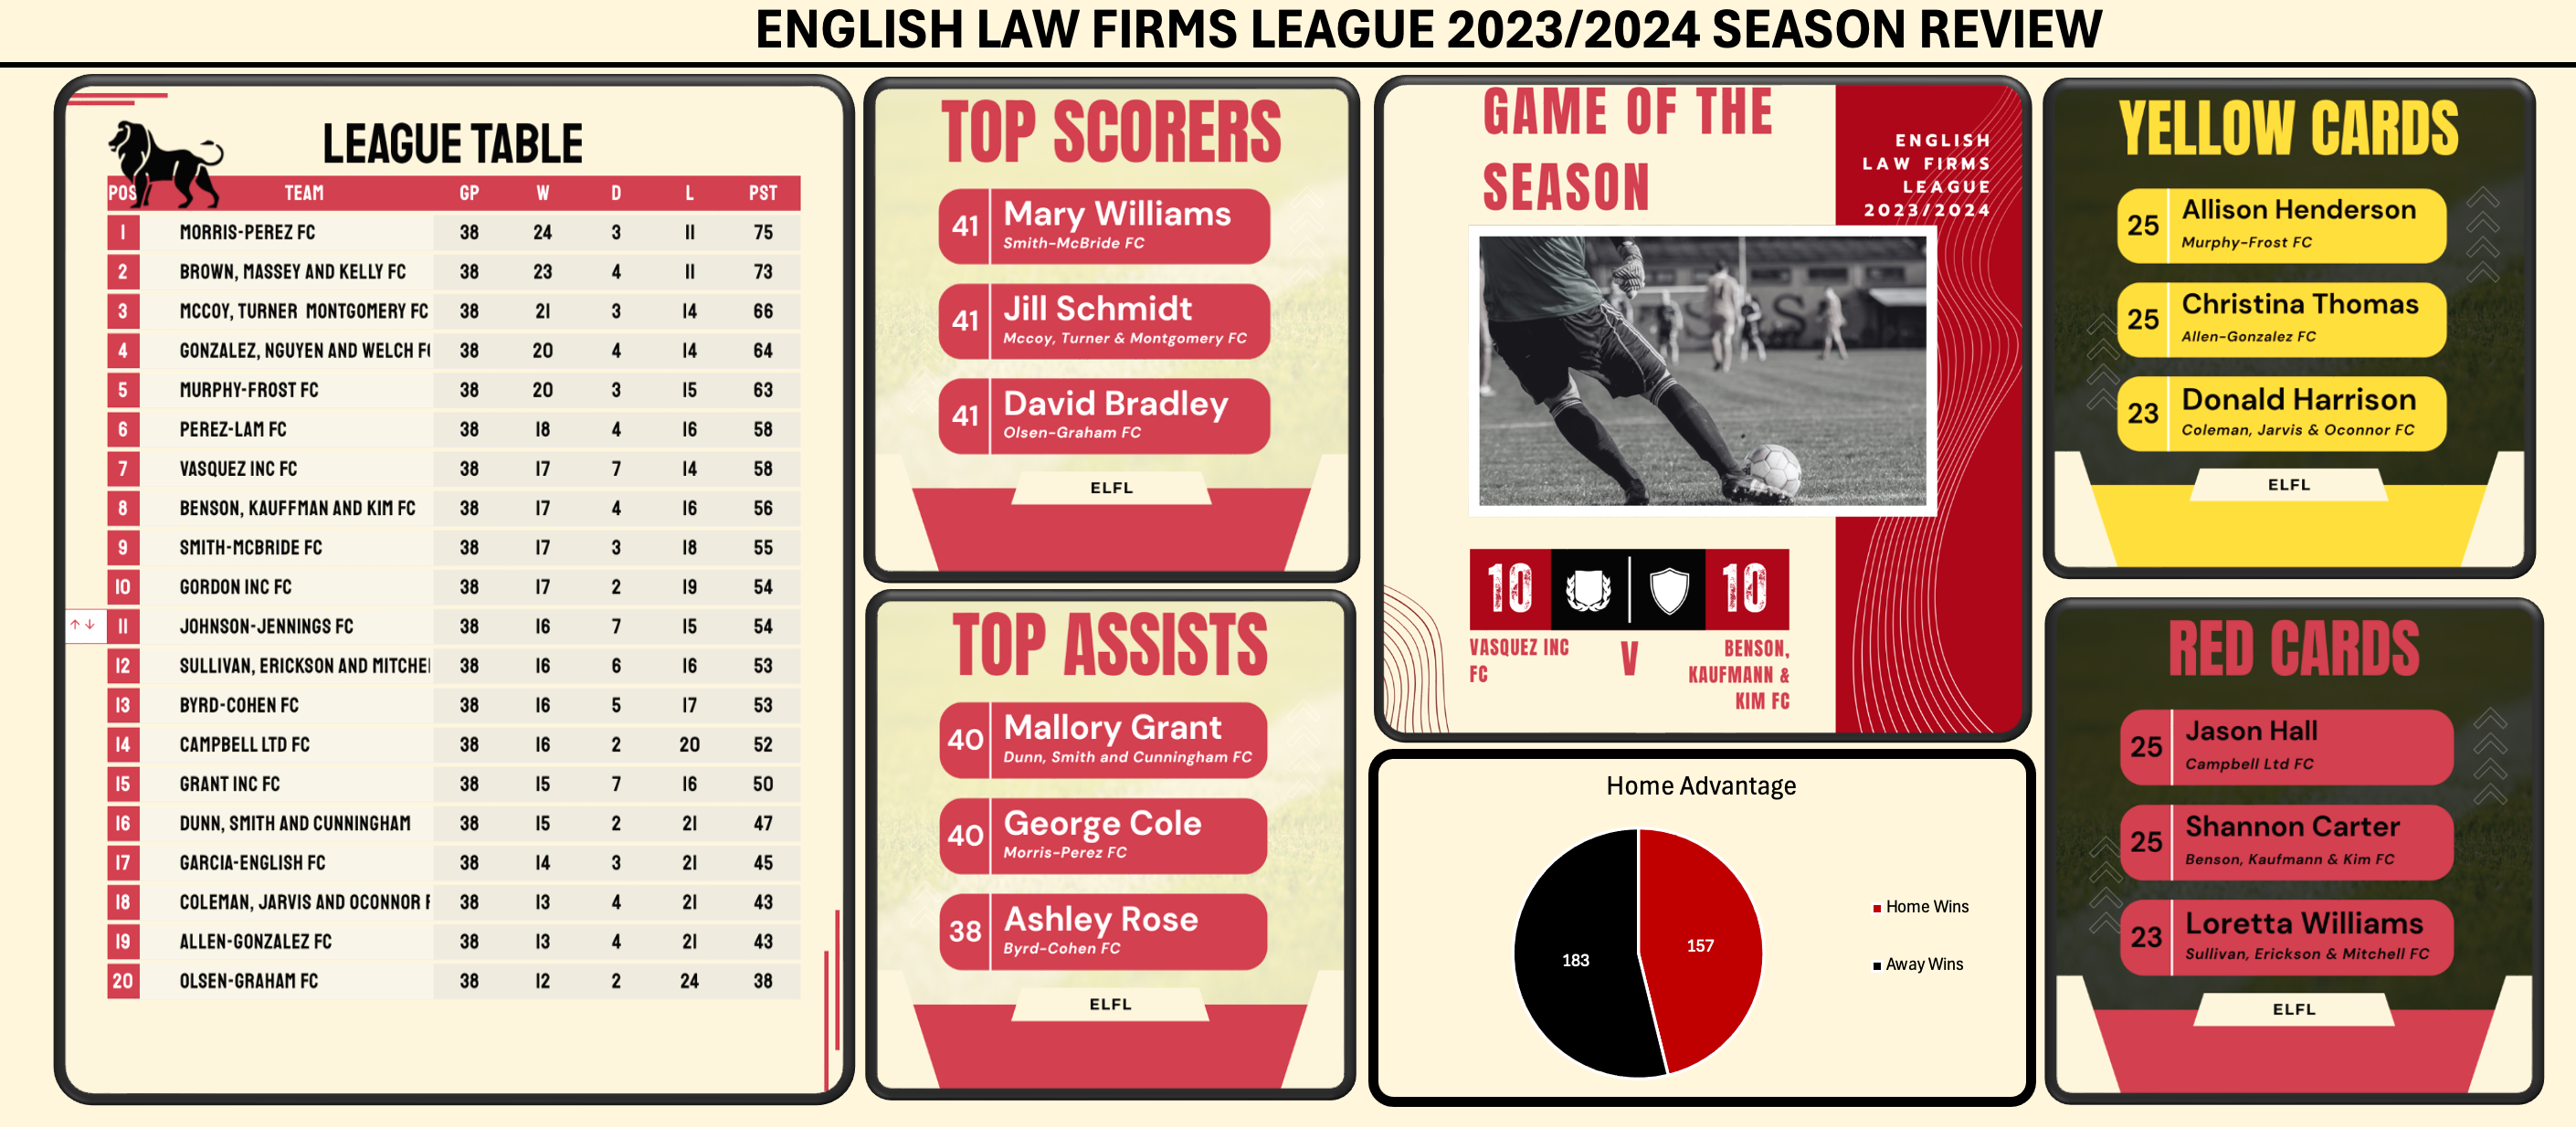 ENGLISH LAW FIRMS LEAGUE 2023/2024 SEASON REVIEW
LEAGUE TABLE
POS TEAM GP W D L PST
1 MORRIS-PEREZ FC 38 24 3 11 75
2 BROWN, MASSEY AND KELLY FC 38 23 4 11 73
3 MCCOY, TURNER MONTGOMERY FC 38 21 3 14 66
4 GONZALEZ, NGUYEN AND WELCH F 38 20 4 14 64
5 MURPHY-FROST FC 38 20 3 15 63
6 PEREZ-LAM FC 38 18 4 16 58
7 VASQUEZ INC FC 38 17 7 14 58
8 BENSON, KAUFFMAN AND KIM FC 38 17 4 16 56
9 SMITH-MCBRIDE FC 38 17 3 18 55
10 GORDON INC FC 38 17 2 19 54
↑↓ 11 JOHNSON-JENNINGS FC 38 16 7 15 54
12 SULLIVAN, ERICKSON AND MITCHE 38 16 6 16 53
13 BYRD-COHEN FC 38 16 5 17 53
14 CAMPBELL LTD FC 38 16 2 20 52
15 GRANT INC FC 38 15 7 16 50
16 DUNN, SMITH AND CUNNINGHAM 38 15 2 21 47
17 GARCIA-ENGLISH FC 38 14 3 21 45
18 COLEMAN, JARVIS AND OCONNOR F 38 13 4 21 43
19 ALLEN-GONZALEZ FC 38 13 4 21 43
20 OLSEN-GRAHAM FC 38 12 2 24 38
TOP SCORERS
41 Mary Williams
Smith-McBride FC
41 Jill Schmidt
Mccoy, Turner & Montgomery FC
41 David Bradley
Olsen-Graham FC
ELFL
TOP ASSISTS
40 Mallory Grant
Dunn, Smith and Cunningham FC
40 George Cole
Morris-Perez FC
38 Ashley Rose
Byrd-Cohen FC
ELFL
GAME OF THE
SEASON
ENGLISH
LAW FIRMS
LEAGUE
2023/2024
10 10
VASQUEZ INC
FC
V
BENSON,
KAUFMANN &
KIM FC
Home Advantage
183
157
Home Wins
Away Wins
YELLOW CARDS
25 Allison Henderson
Murphy-Frost FC
25 Christina Thomas
Allen-Gonzalez FC
23 Donald Harrison
Coleman, Jarvis & Oconnor FC
ELFL
RED CARDS
25 Jason Hall
Campbell Ltd FC
25 Shannon Carter
Benson, Kaufmann & Kim FC
23 Loretta Williams
Sullivan, Erickson & Mitchell FC
ELFL